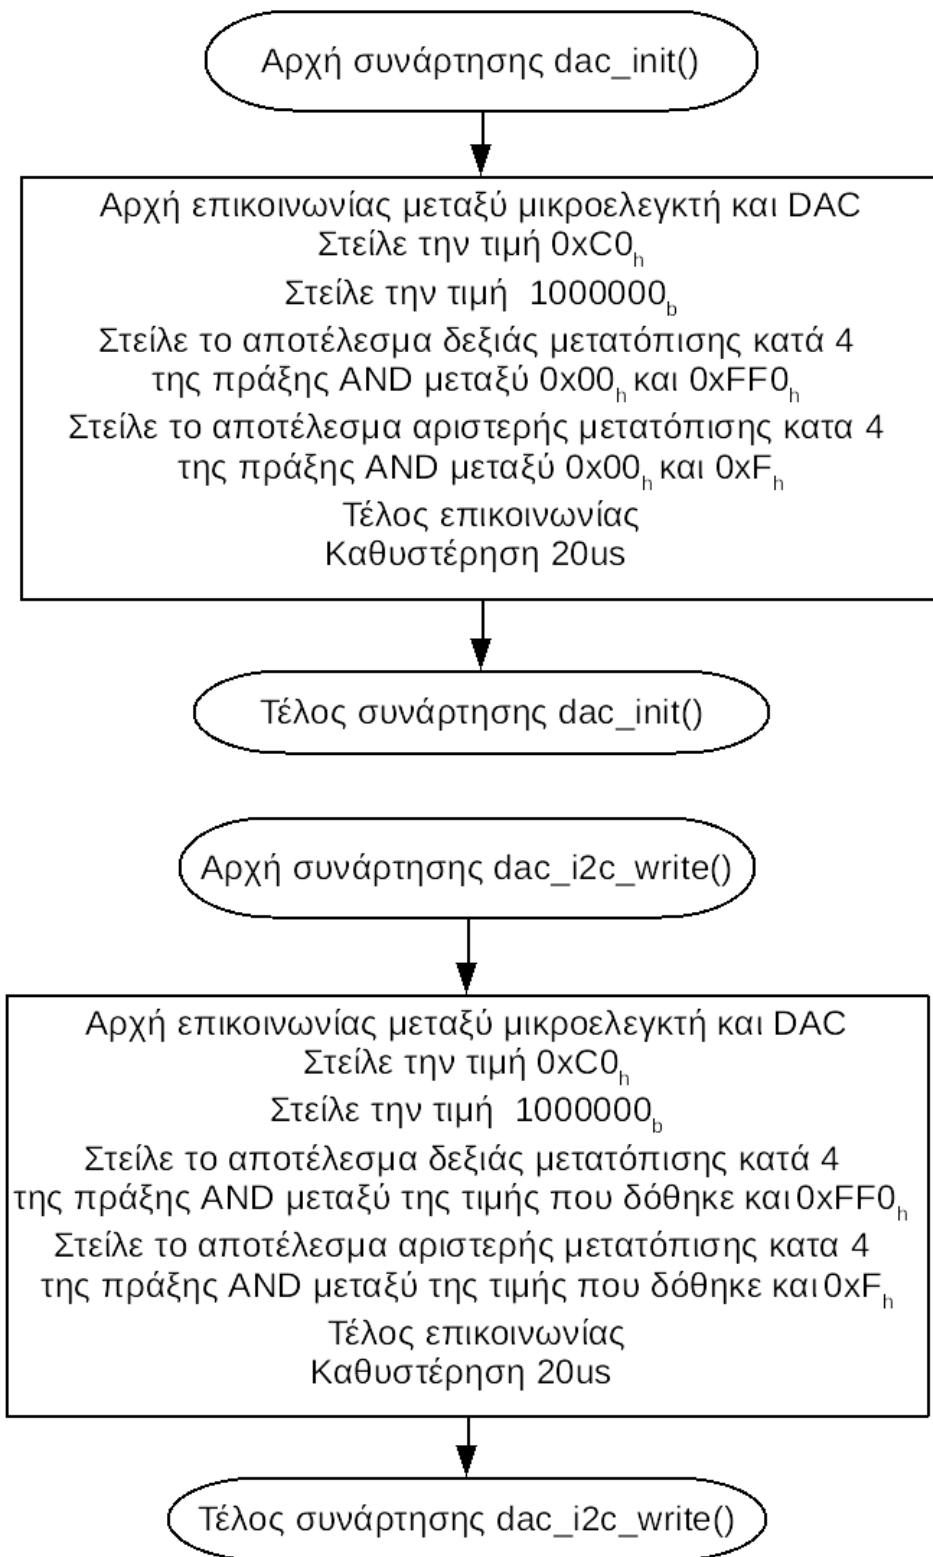 Αρχή συνάρτησης dac_init()
Αρχή επικοινωνίας μεταξύ μικροελεγκτή και DAC
Στείλε την τιμή 0xC0h
Στείλε την τιμή 1000000b
Στείλε το αποτέλεσμα δεξιάς μετατόπισης κατά 4
της πράξης AND μεταξύ 0x00h και 0xFF0h
Στείλε το αποτέλεσμα αριστερής μετατόπισης κατα 4
της πράξης AND μεταξύ 0x00h και 0xFh
Τέλος επικοινωνίας
Καθυστέρηση 20us
Τέλος συνάρτησης dac_init()
Αρχή συνάρτησης dac_i2c_write()
Αρχή επικοινωνίας μεταξύ μικροελεγκτή και DAC
Στείλε την τιμή 0xC0h
Στείλε την τιμή 1000000b
Στείλε το αποτέλεσμα δεξιάς μετατόπισης κατά 4
της πράξης AND μεταξύ της τιμής που δόθηκε και 0xFF0h
Στείλε το αποτέλεσμα αριστερής μετατόπισης κατα 4
της πράξης AND μεταξύ της τιμής που δόθηκε και 0xFh
Τέλος επικοινωνίας
Καθυστέρηση 20us
Τέλος συνάρτησης dac_i2c_write()